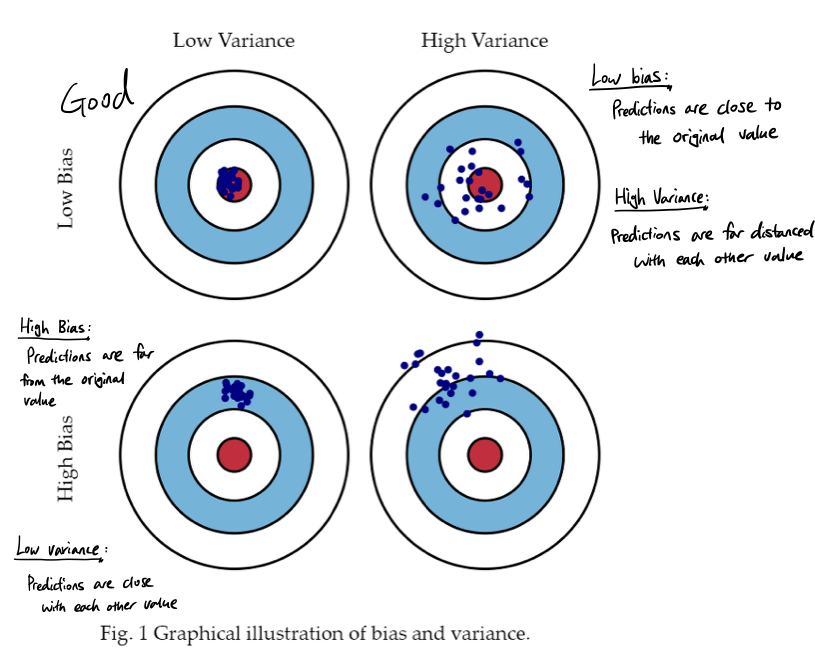 Low Variance
High Variance
Good
Low Bias
Low bias:
Predictions are close to
the original value
High Variance:
Predictions are far distanced
with each other value
High Bias:
Predictions are far
from the original
value
High Bias
Low variance:
Predictions are close
with each other value
Fig. 1 Graphical illustration of bias and variance.